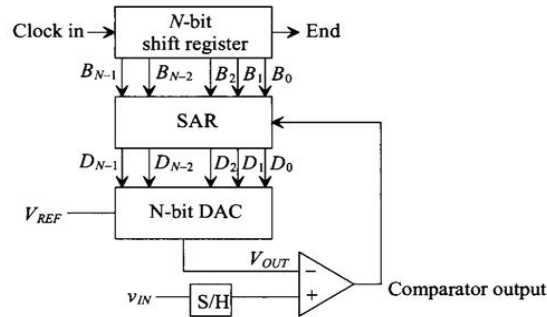 Clock in
N-bit
shift register
End
B_{N-1} B_{N-2} B_2 B_1 B_0
SAR
D_{N-1} D_{N-2} D_2 D_1 D_0
V_{REF}
N-bit DAC
V_{OUT}
v_{IN}
S/H
−
+
Comparator output